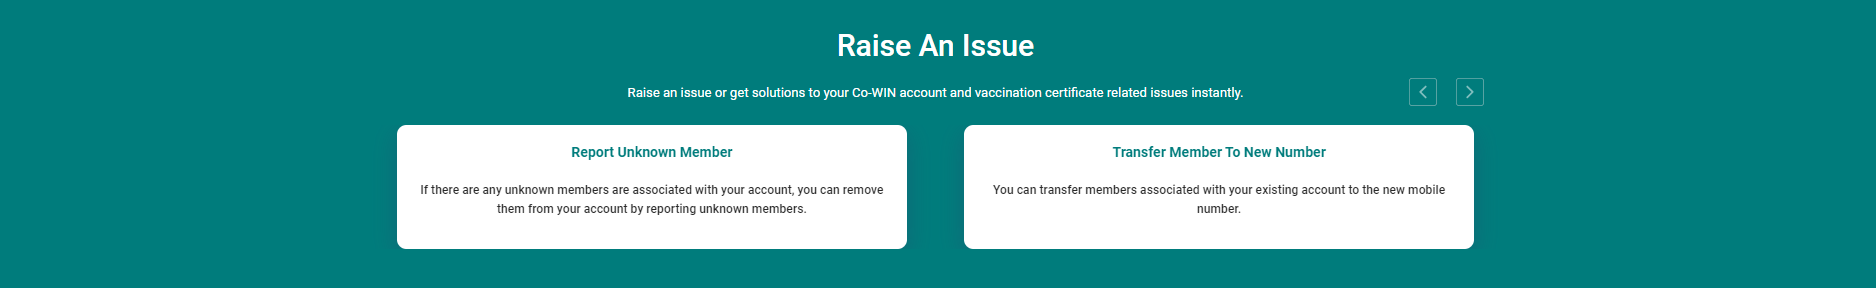 Raise An Issue
Raise an issue or get solutions to your Co-WIN account and vaccination certificate related issues instantly.
Report Unknown Member
If there are any unknown members are associated with your account, you can remove
them from your account by reporting unknown members.
Transfer Member To New Number
You can transfer members associated with your existing account to the new mobile
number.